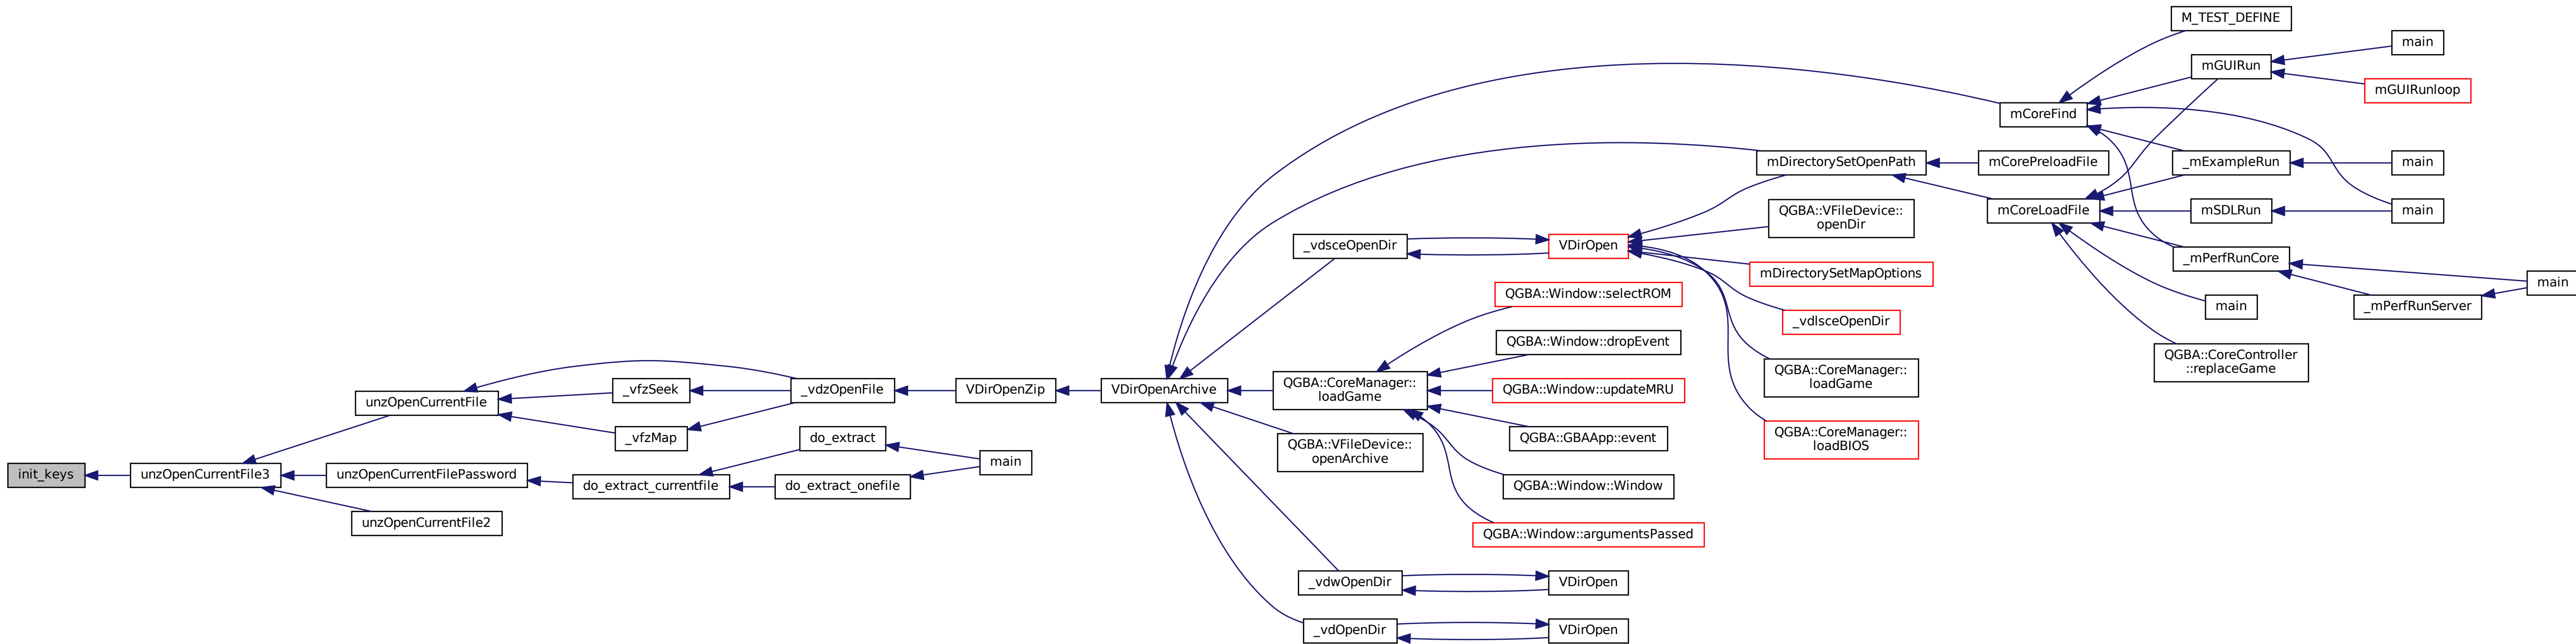 init_keys
unzOpenCurrentFile3
unzOpenCurrentFile
unzOpenCurrentFilePassword
unzOpenCurrentFile2
_vfzSeek
_vfzMap
do_extract_currentfile
_vdzOpenFile
do_extract
do_extract_onefile
VDirOpenZip
main
VDirOpenArchive
_vdsceOpenDir
QGBA::CoreManager::
loadGame
QGBA::VFileDevice::
openArchive
_vdwOpenDir
_vdOpenDir
VDirOpen
QGBA::Window::selectROM
QGBA::Window::dropEvent
QGBA::Window::updateMRU
QGBA::GBAApp::event
QGBA::Window::Window
QGBA::Window::argumentsPassed
VDirOpen
VDirOpen
mDirectorySetOpenPath
QGBA::VFileDevice::
openDir
mDirectorySetMapOptions
_vdlsceOpenDir
QGBA::CoreManager::
loadGame
QGBA::CoreManager::
loadBIOS
mCoreFind
mCorePreloadFile
mCoreLoadFile
M_TEST_DEFINE
mGUIRun
_mExampleRun
mSDLRun
_mPerfRunCore
main
QGBA::CoreController
::replaceGame
main
mGUIRunloop
main
main
_mPerfRunServer
main